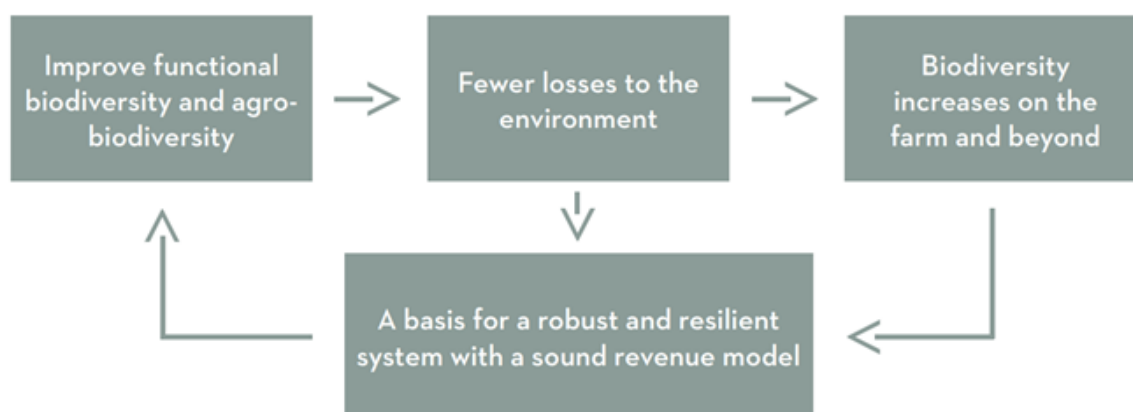 Improve functional
biodiversity and agro-
biodiversity
Fewer losses to the
environment
Biodiversity
increases on the
farm and beyond
A basis for a robust and resilient
system with a sound revenue model